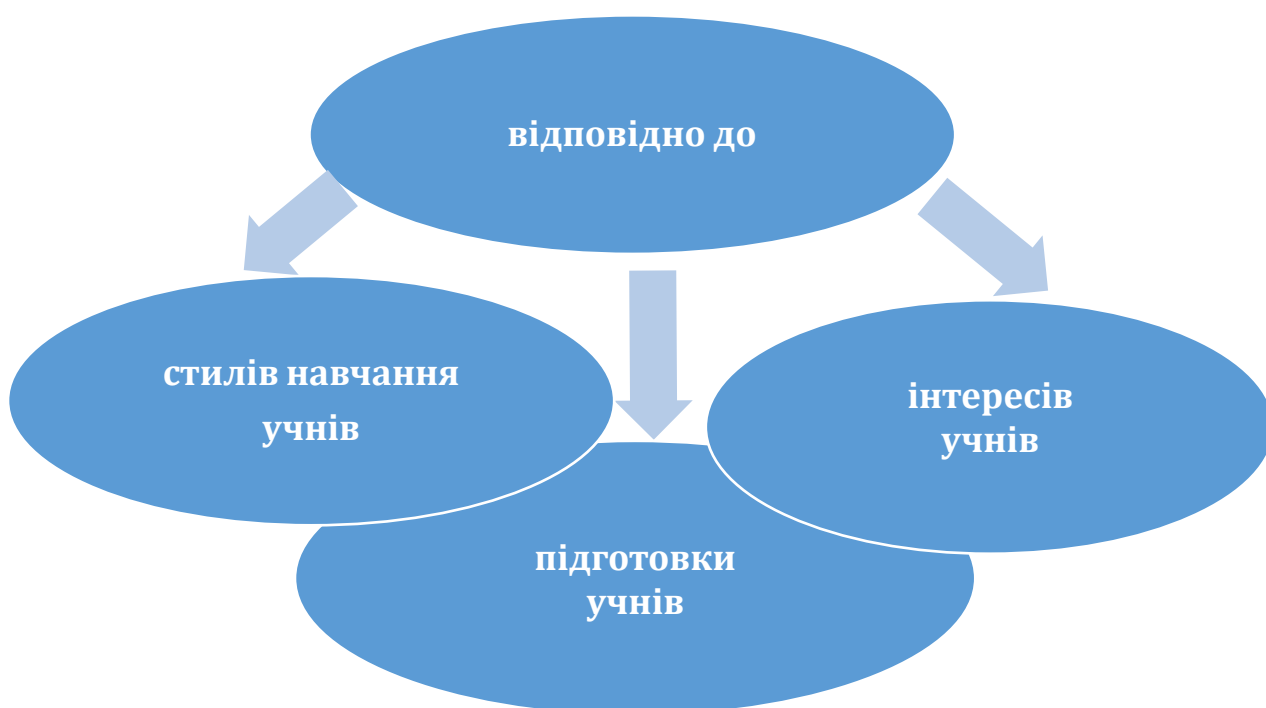 відповідно до
стилів навчання
учнів
інтересів
учнів
підготовки
учнів